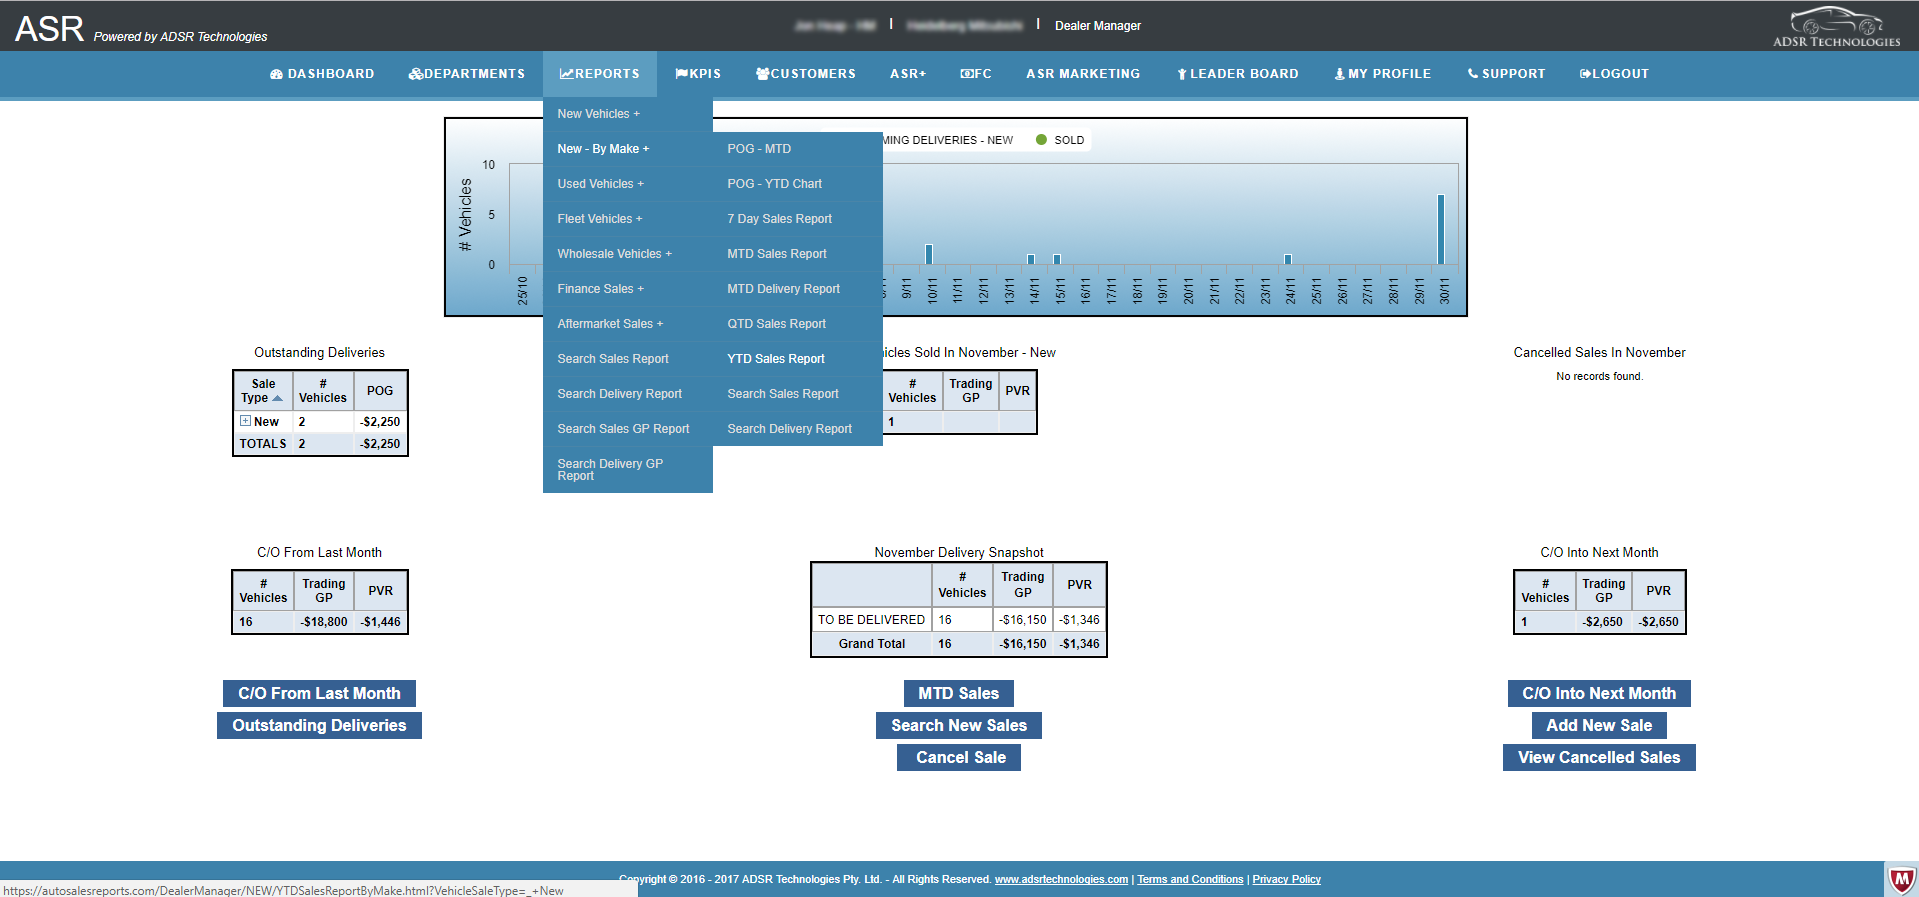 ASR Powered by ADSR Technologies
| | Dealer Manager
ADSR TECHNOLOGIES
DASHBOARD DEPARTMENTS REPORTS KPIS CUSTOMERS ASR+ FC ASR MARKETING LEADER BOARD MY PROFILE SUPPORT LOGOUT
New Vehicles +
New - By Make +
Used Vehicles +
Fleet Vehicles +
Wholesale Vehicles +
Finance Sales +
Aftermarket Sales +
Search Sales Report
Search Delivery Report
Search Sales GP Report
Search Delivery GP
Report
POG - MTD
POG - YTD Chart
7 Day Sales Report
MTD Sales Report
MTD Delivery Report
QTD Sales Report
YTD Sales Report
Search Sales Report
Search Delivery Report
MING DELIVERIES - NEW SOLD
# Vehicles
10
5
0
25/10 9/11 10/11 11/11 12/11 13/11 14/11 15/11 16/11 17/11 18/11 19/11 20/11 21/11 22/11 23/11 24/11 25/11 26/11 27/11 28/11 29/11 30/11
Outstanding Deliveries
Sale Type # Vehicles POG
New 2 -$2,250
TOTALS 2 -$2,250
icles Sold In November - New
# Vehicles Trading GP PVR
1
Cancelled Sales In November
No records found.
C/O From Last Month
# Vehicles Trading GP PVR
16 -$18,800 -$1,446
November Delivery Snapshot
# Vehicles Trading GP PVR
TO BE DELIVERED 16 -$16,150 -$1,346
Grand Total 16 -$16,150 -$1,346
C/O Into Next Month
# Vehicles Trading GP PVR
1 -$2,650 -$2,650
C/O From Last Month
Outstanding Deliveries
MTD Sales
Search New Sales
Cancel Sale
C/O Into Next Month
Add New Sale
View Cancelled Sales
Copyright © 2016 - 2017 ADSR Technologies Pty. Ltd. - All Rights Reserved. www.adsrtechnologies.com | Terms and Conditions | Privacy Policy
https://autosalesreports.com/DealerManager/NEW/YTDSalesReportByMake.html?VehicleSaleType=_+New